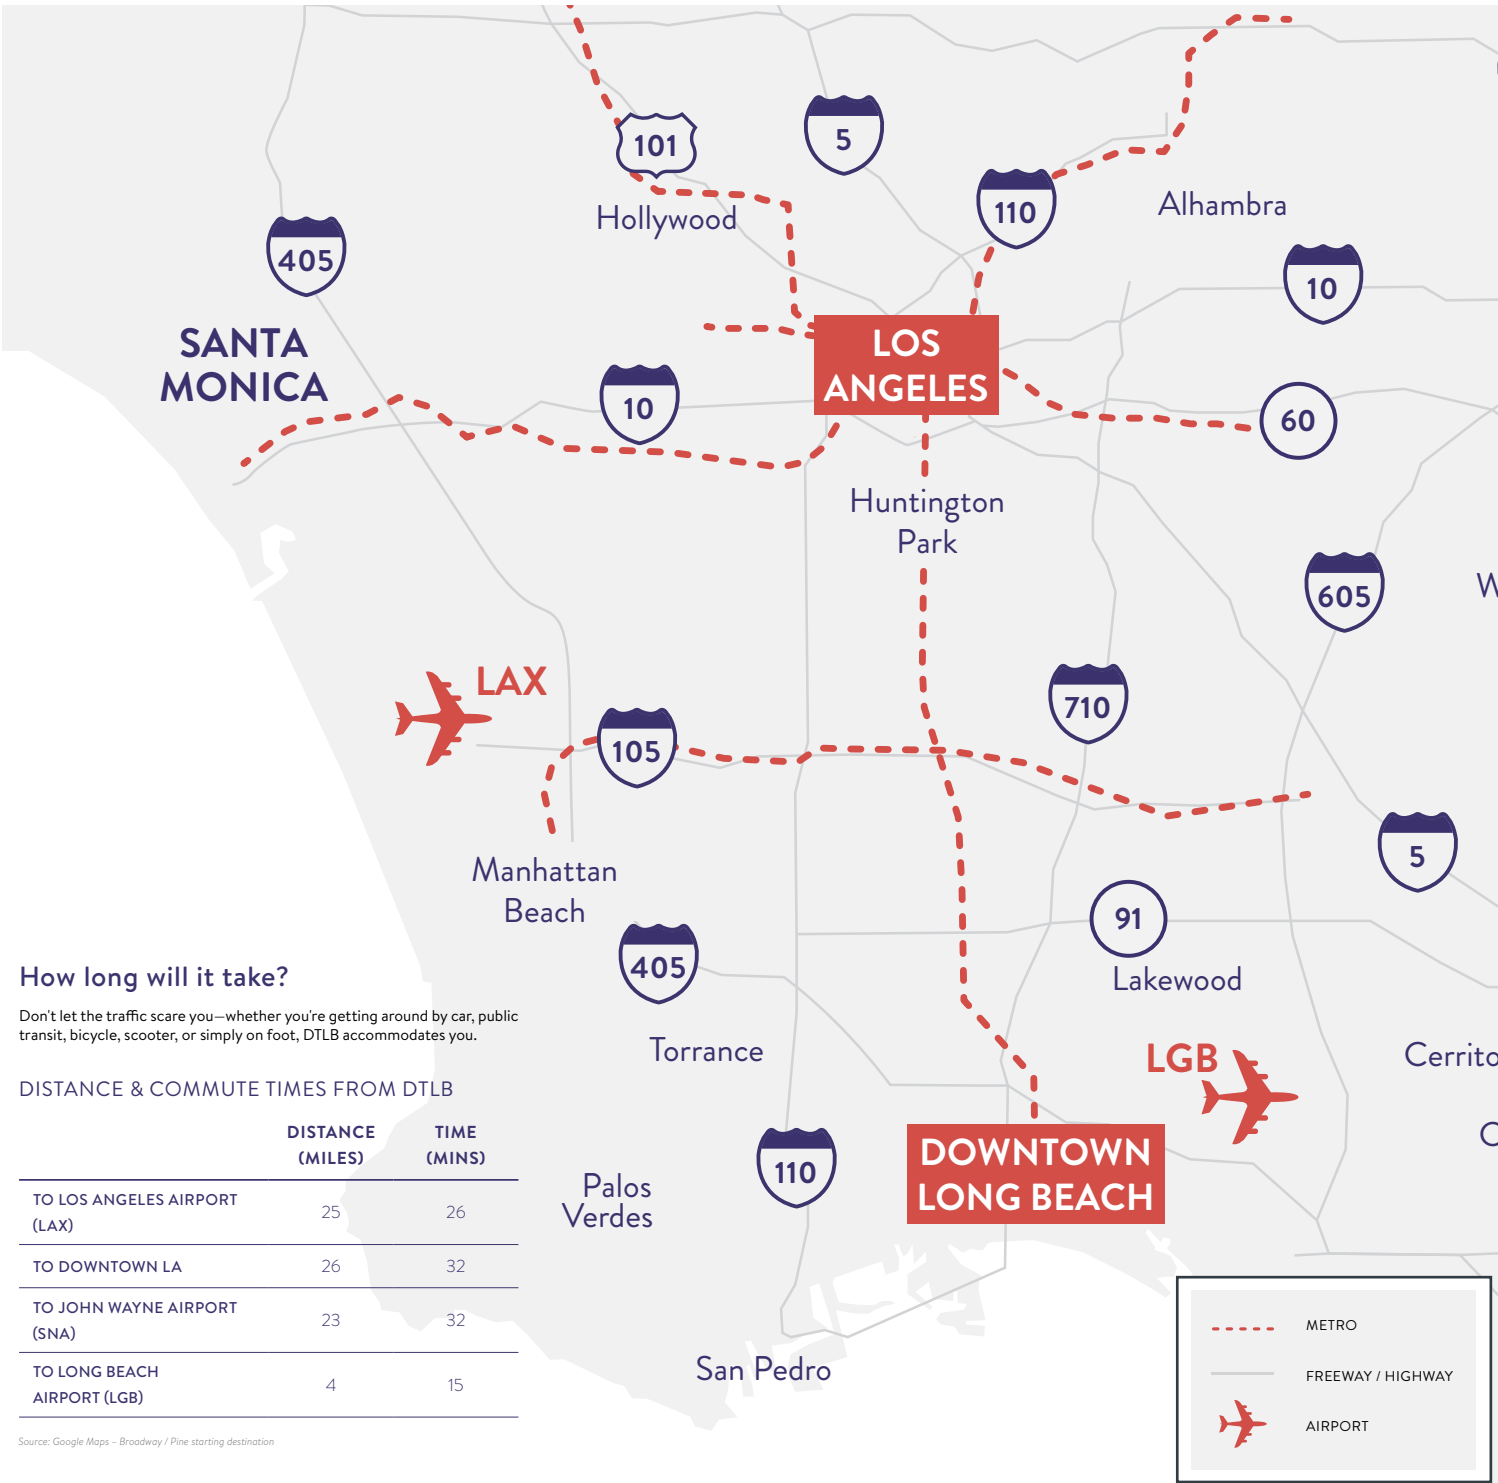 101
5
110
Hollywood
Alhambra
405
10
SANTA
MONICA
LOS
ANGELES
10
60
Huntington
Park
605
W
LAX
710
105
5
Manhattan
Beach
91
405
Lakewood
How long will it take?
Don't let the traffic scare you—whether you're getting around by car, public
transit, bicycle, scooter, or simply on foot, DTLB accommodates you.
Torrance
LGB
Cerrito
DISTANCE & COMMUTE TIMES FROM DTLB
DISTANCE
(MILES)
TIME
(MINS)
TO LOS ANGELES AIRPORT
(LAX)
25
26
TO DOWNTOWN LA
26
32
TO JOHN WAYNE AIRPORT
(SNA)
23
32
TO LONG BEACH
AIRPORT (LGB)
4
15
Source: Google Maps – Broadway / Pine starting destination
110
DOWNTOWN
LONG BEACH
Palos
Verdes
San Pedro
METRO
FREEWAY / HIGHWAY
AIRPORT